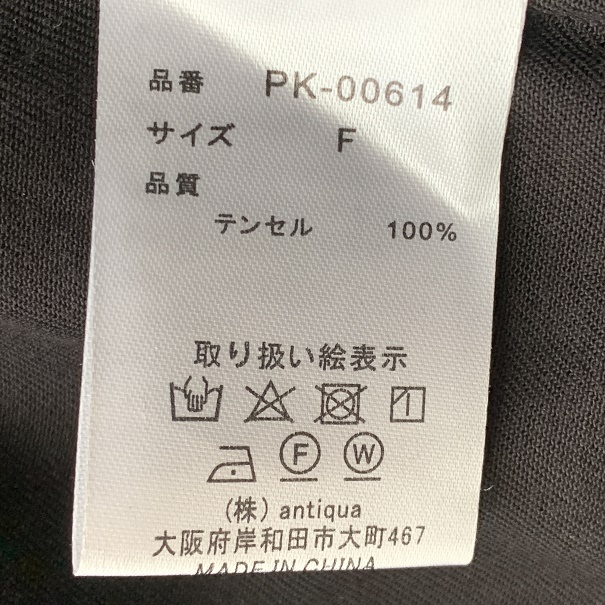 品番 PK-00614
サイズ F
品質
テンセル 100%
取り扱い絵表示
F W
(株) antiqua
大阪府岸和田市大町467
MADE IN CHINA